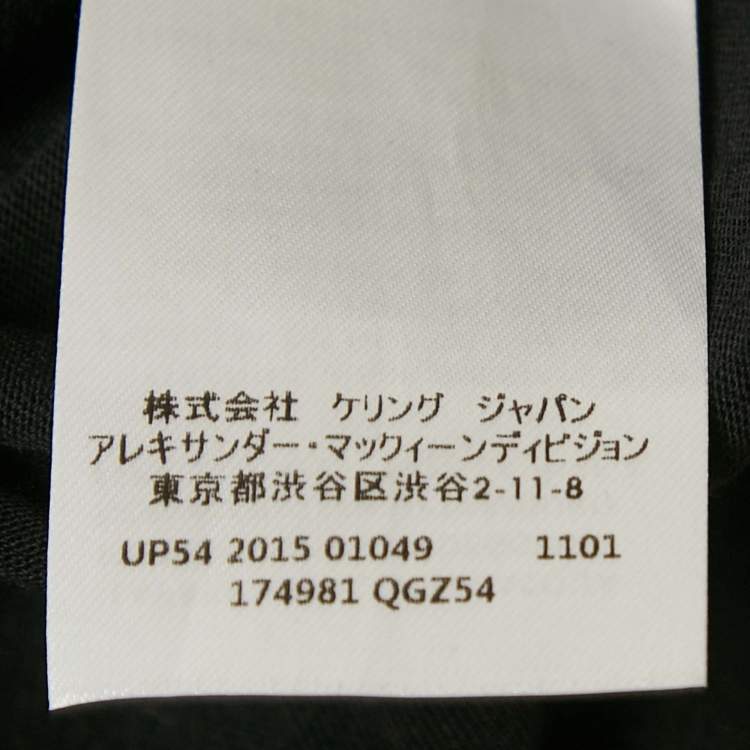 株式会社 ケリング ジャパン
アレキサンダー・マックィーンディビジョン
東京都渋谷区渋谷2-11-8
UP54 2015 01049 1101
174981 QGZ54